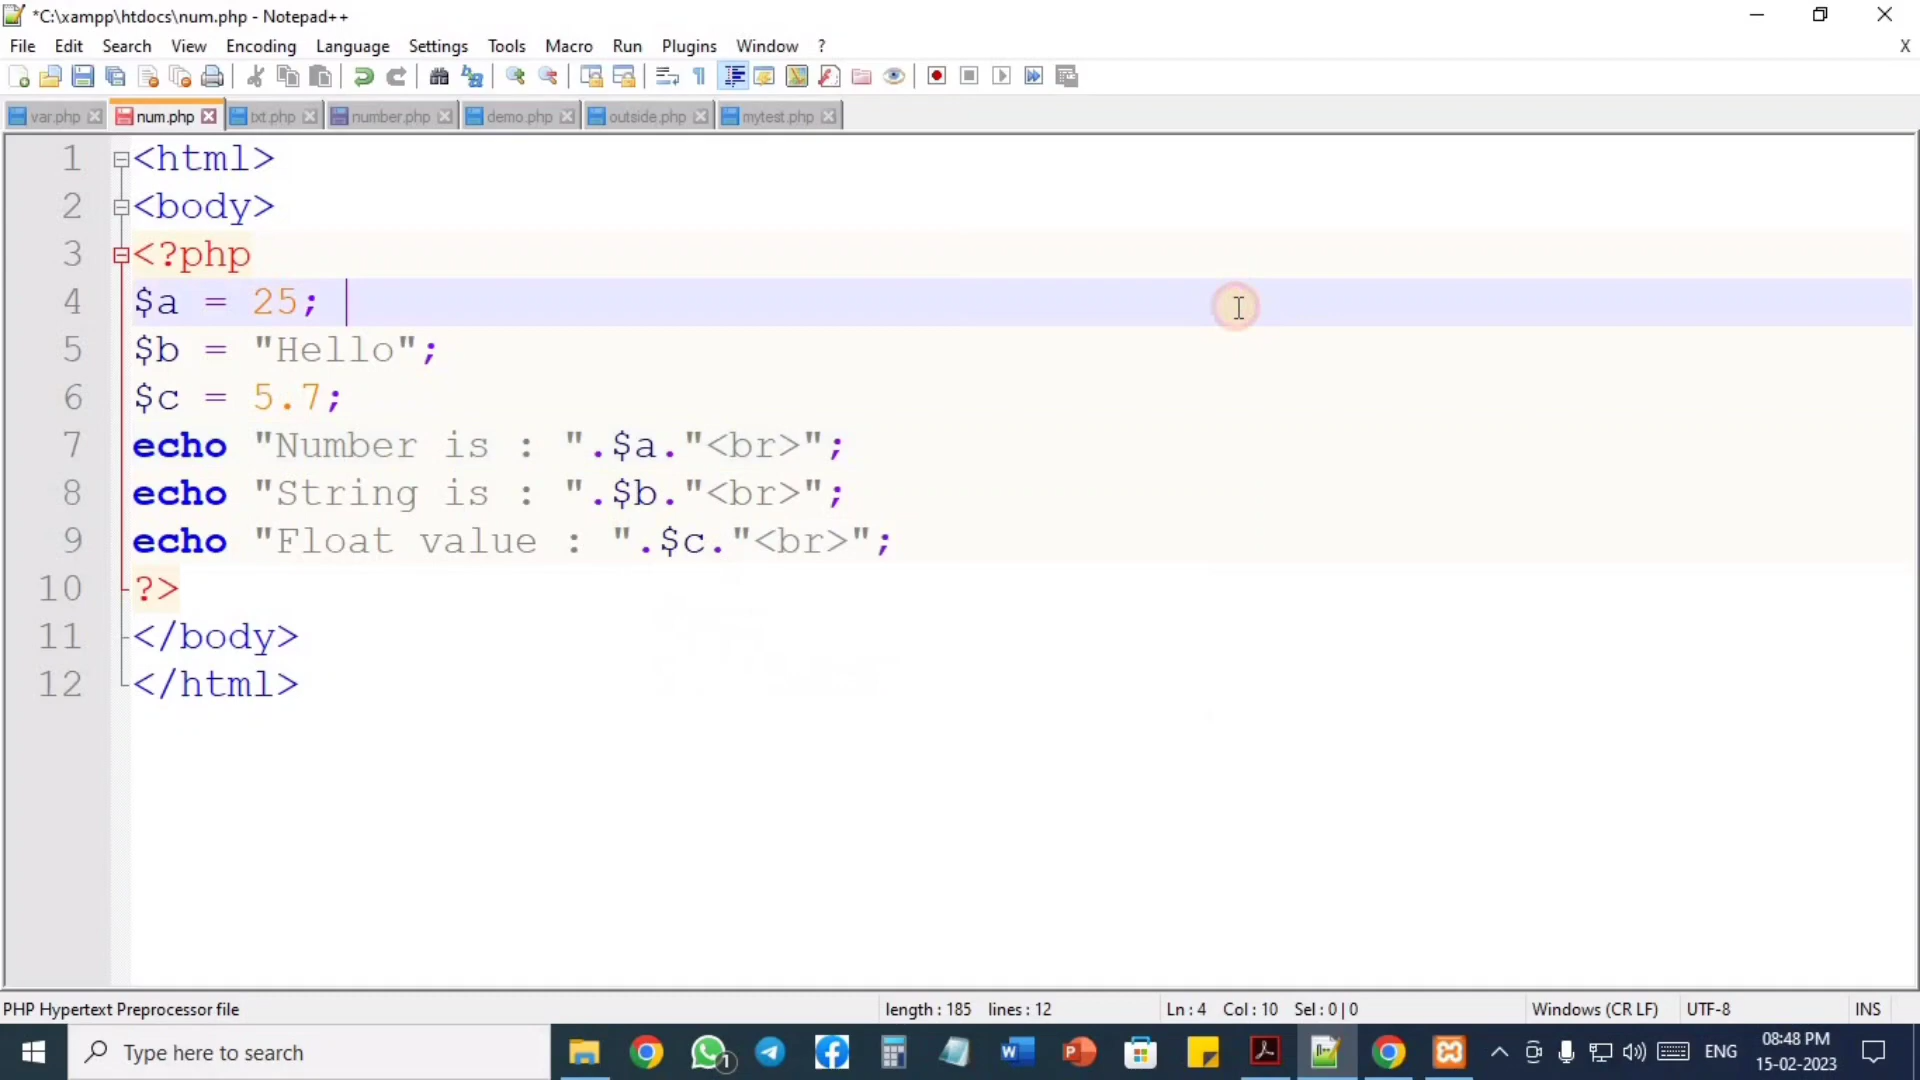 *C:\xampp\htdocs\num.php - Notepad++
File Edit Search View Encoding Language Settings Tools Macro Run Plugins Window ? X
var.php num.php txt.php number.php demo.php outside.php mytest.php
1 <html>
2 <body>
3 <?php
4 $a = 25;
5 $b = "Hello";
6 $c = 5.7;
7 echo "Number is : ".$a."<br>";
8 echo "String is : ".$b."<br>";
9 echo "Float value : ".$c."<br>";
10 ?>
11 </body>
12 </html>
PHP Hypertext Preprocessor file length : 185 lines : 12 Ln : 4 Col : 10 Sel : 0 | 0 Windows (CR LF) UTF-8 INS
Type here to search 1 ENG 08:48 PM
15-02-2023